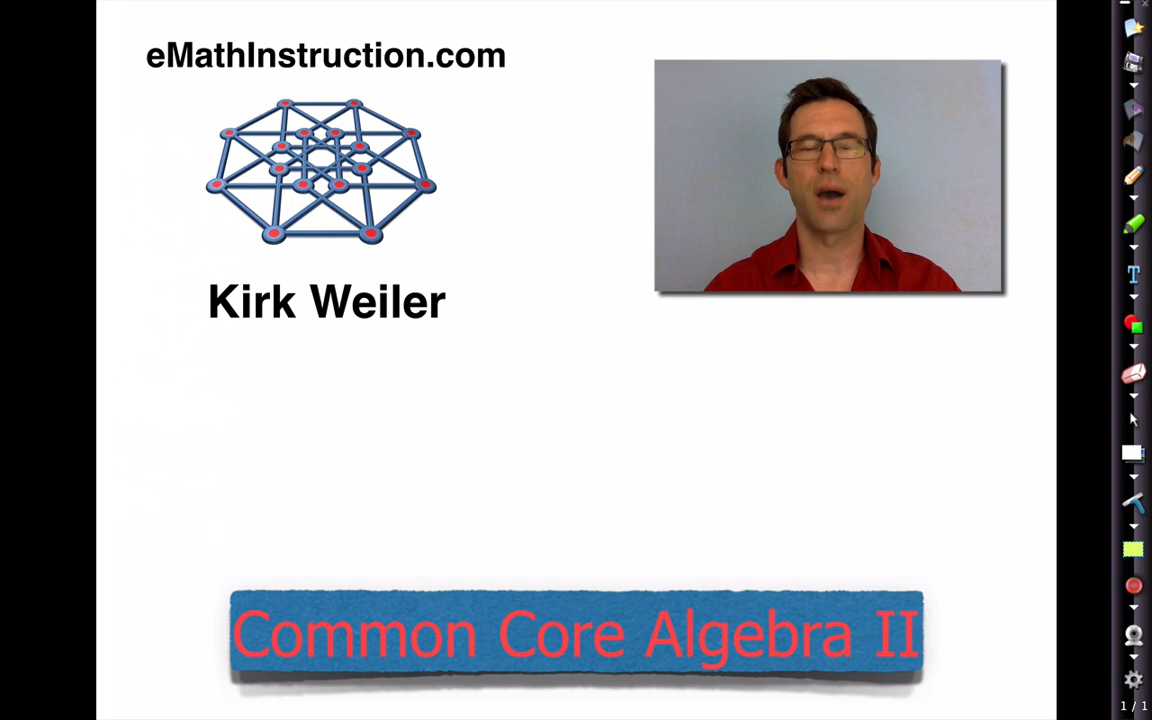 eMathInstruction.com
Kirk Weiler
Common Core Algebra II
T
1 / 1